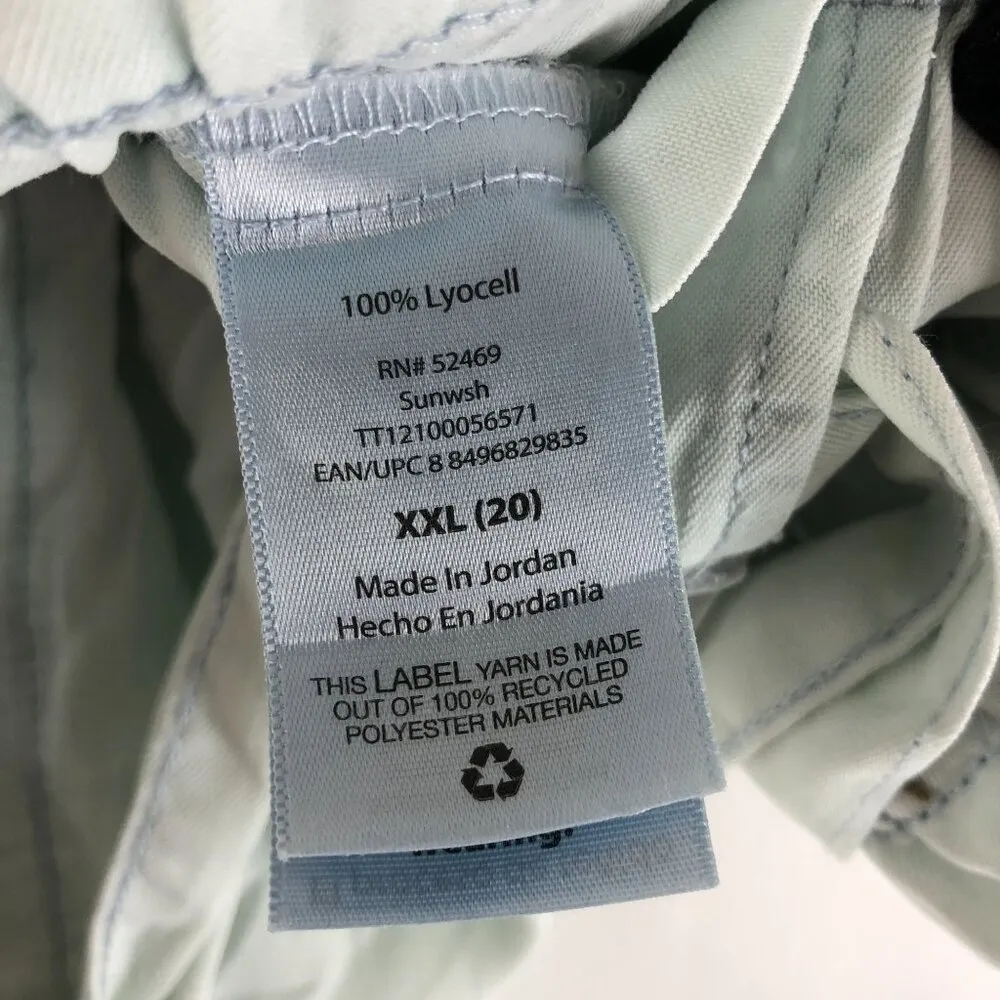 100% Lyocell
RN# 52469
Sunwsh
TT12100056571
EAN/UPC 8 8496829835
XXL (20)
Made In Jordan
Hecho En Jordania
THIS LABEL YARN IS MADE
OUT OF 100% RECYCLED
POLYESTER MATERIALS